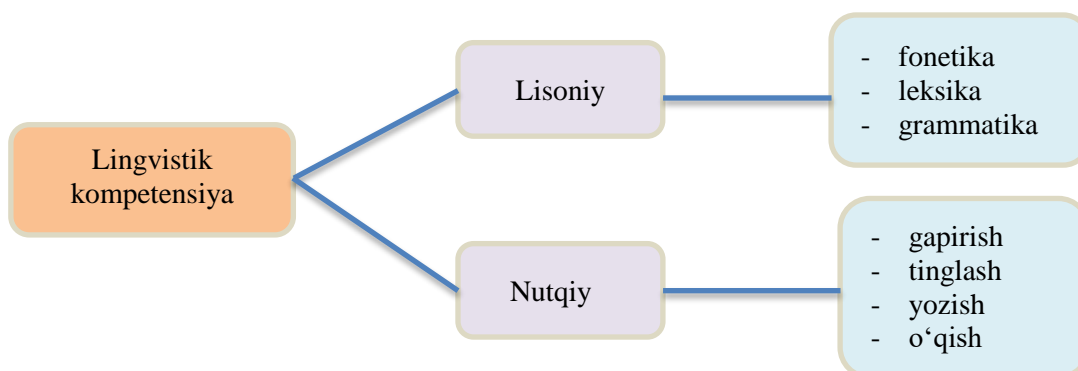 Lingvistik
kompetensiya
Lisoniy
- fonetika
- leksika
- grammatika
Nutqiy
- gapirish
- tinglash
- yozish
- o‘qish